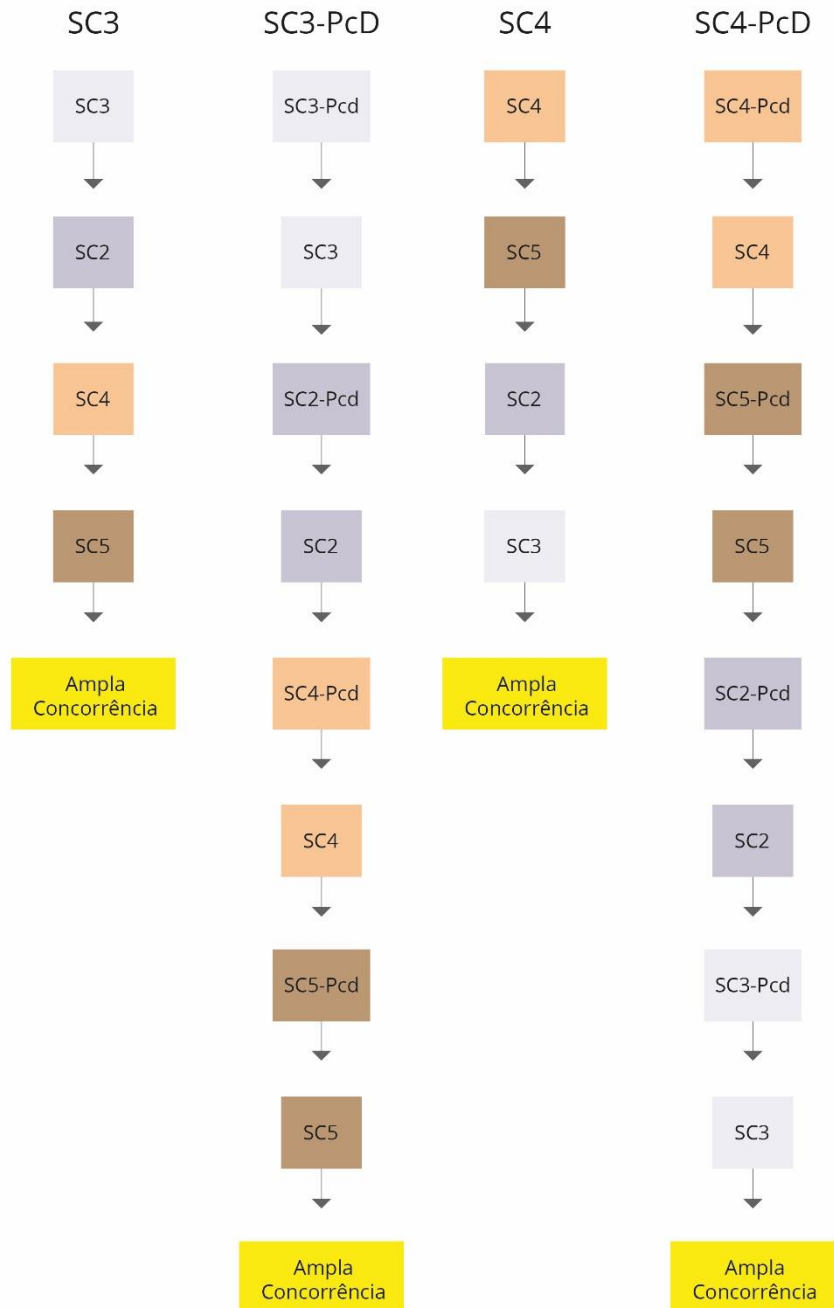 SC3
SC3
SC2
SC4
SC5
Ampla
Concorrência
SC3-PcD
SC3-Pcd
SC3
SC2-Pcd
SC2
SC4-Pcd
SC4
SC5-Pcd
SC5
Ampla
Concorrência
SC4
SC4
SC5
SC2
SC3
Ampla
Concorrência
SC4-PcD
SC4-Pcd
SC4
SC5-Pcd
SC5
SC2-Pcd
SC2
SC3-Pcd
SC3
Ampla
Concorrência